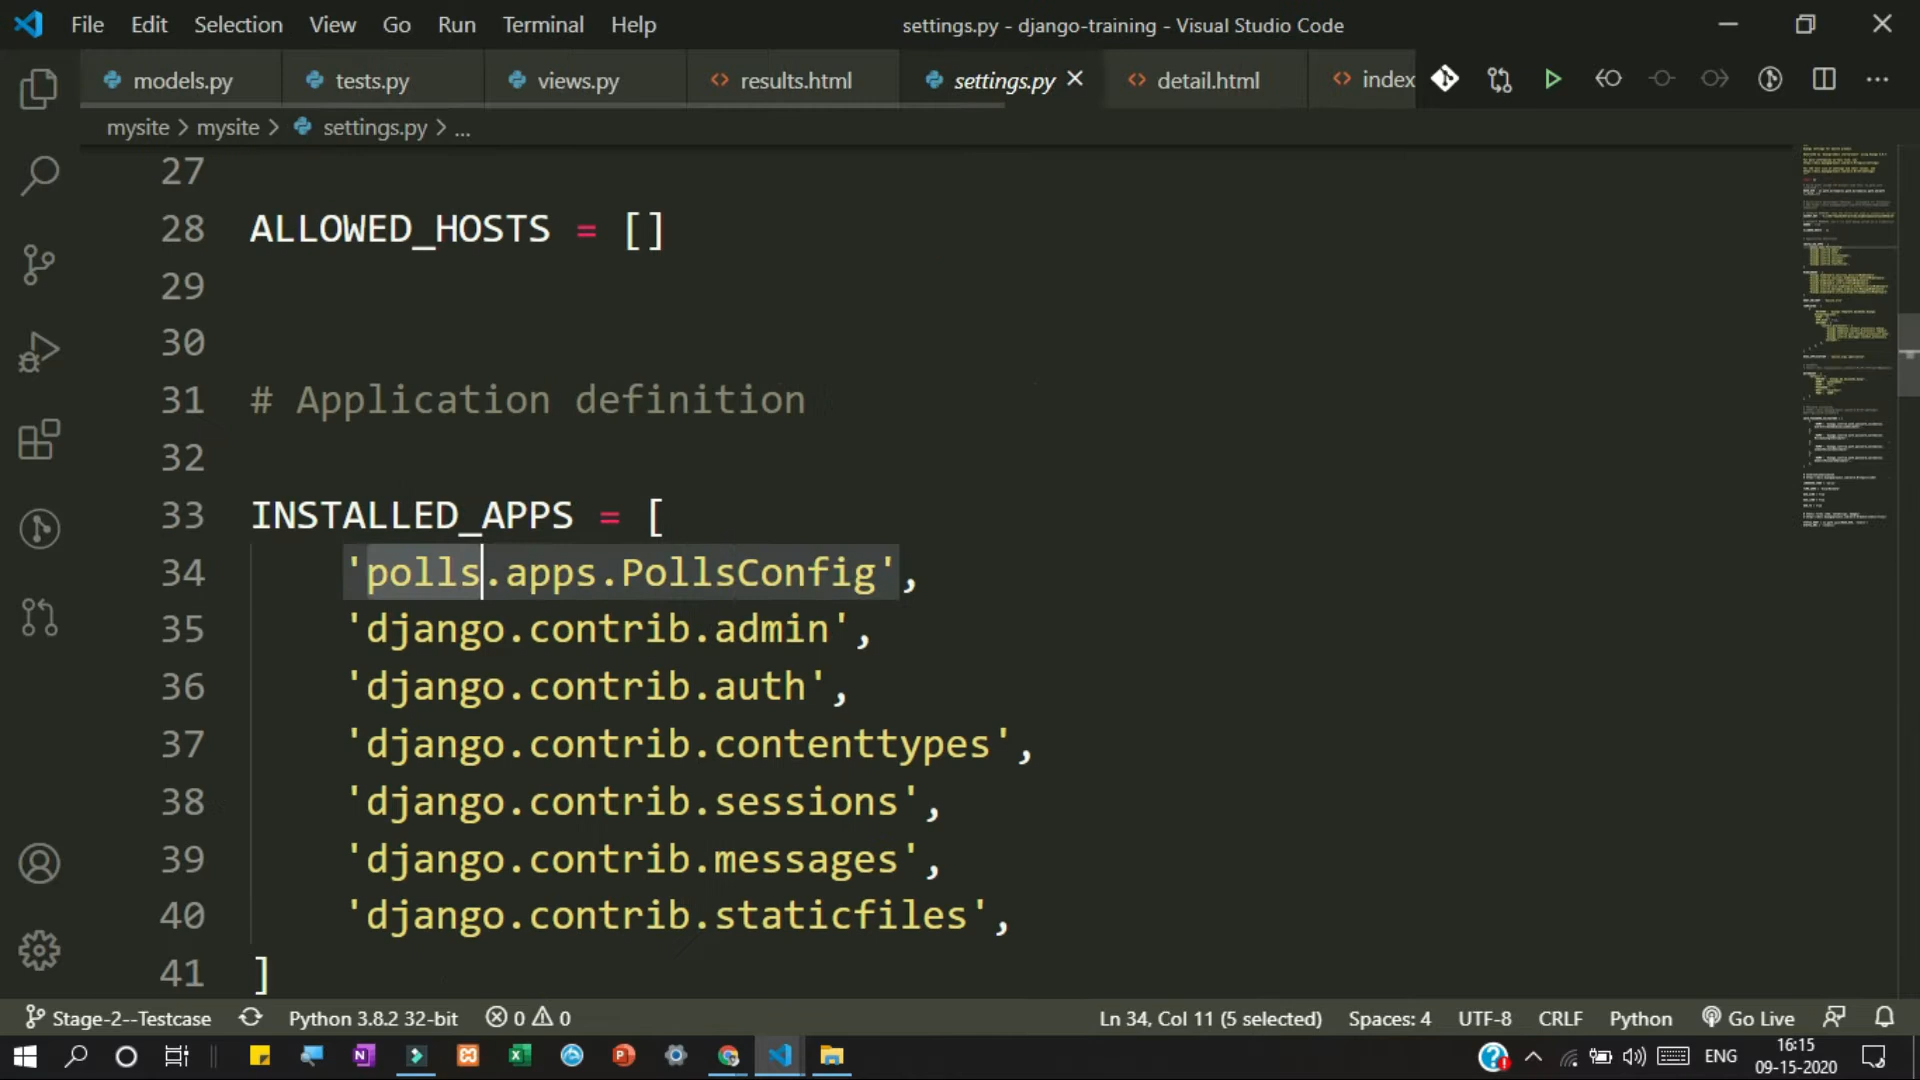 File Edit Selection View Go Run Terminal Help settings.py - django-training - Visual Studio Code
models.py tests.py views.py results.html settings.py detail.html index
mysite > mysite > settings.py > ...
27
28 ALLOWED_HOSTS = []
29
30
31 # Application definition
32
33 INSTALLED_APPS = [
34 'polls.apps.PollsConfig',
35 'django.contrib.admin',
36 'django.contrib.auth',
37 'django.contrib.contenttypes',
38 'django.contrib.sessions',
39 'django.contrib.messages',
40 'django.contrib.staticfiles',
41 ]
Stage-2--Testcase Python 3.8.2 32-bit 0 0 Ln 34, Col 11 (5 selected) Spaces: 4 UTF-8 CRLF Python Go Live
ENG 16:15
09-15-2020